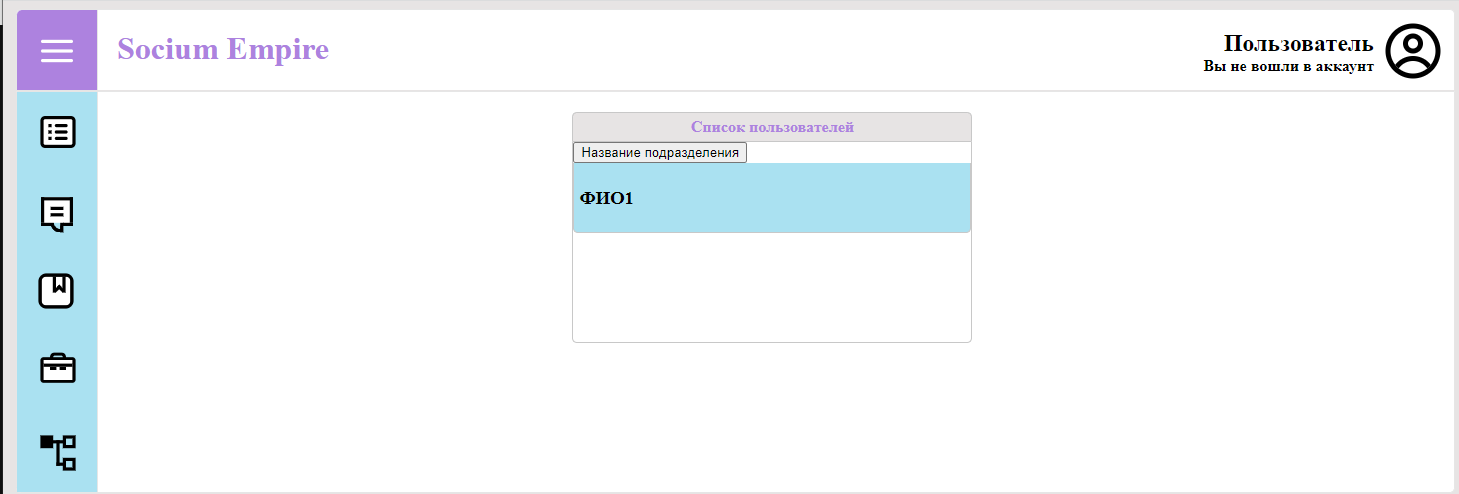 Socium Empire
Пользователь
Вы не вошли в аккаунт
Список пользователей
Название подразделения
ФИО1